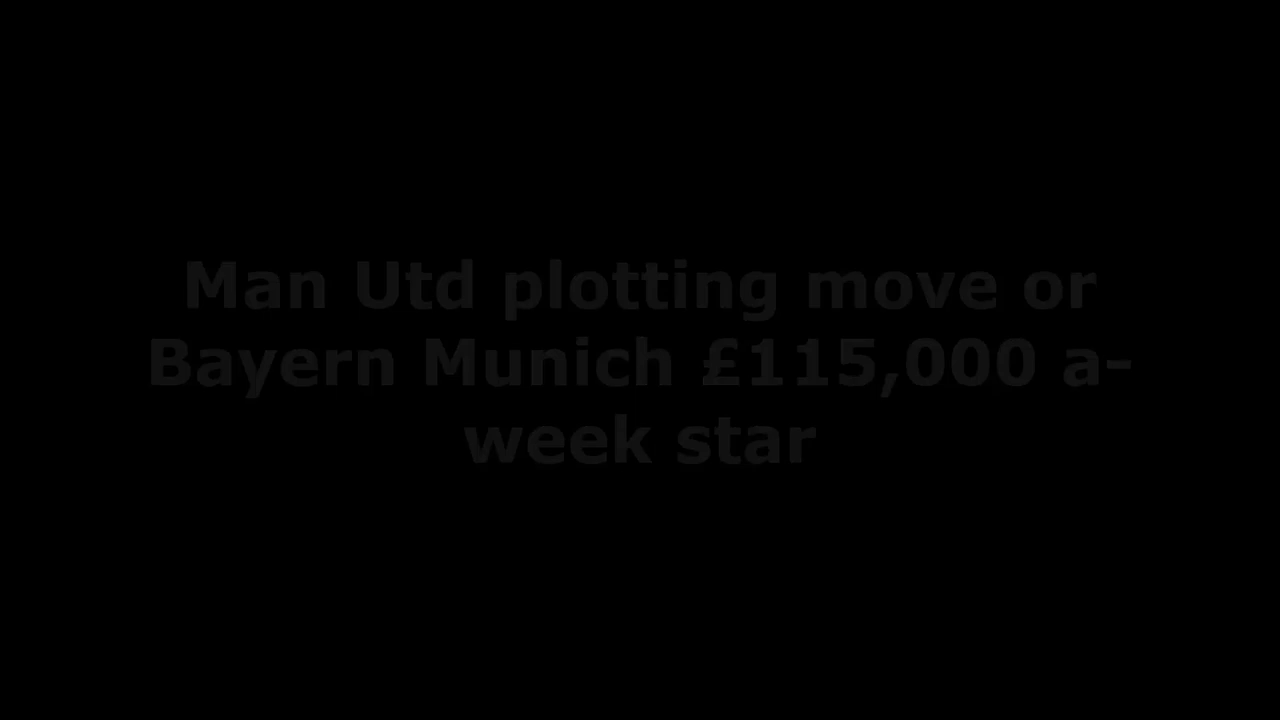 Man Utd plotting move or
Bayern Munich £115,000 a-
week star